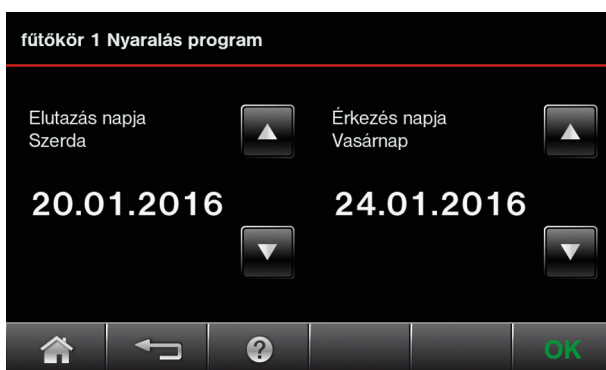 fűtőkör 1 Nyaralás program
Elutazás napja
Szerda
20.01.2016
Érkezés napja
Vasárnap
24.01.2016
?
OK